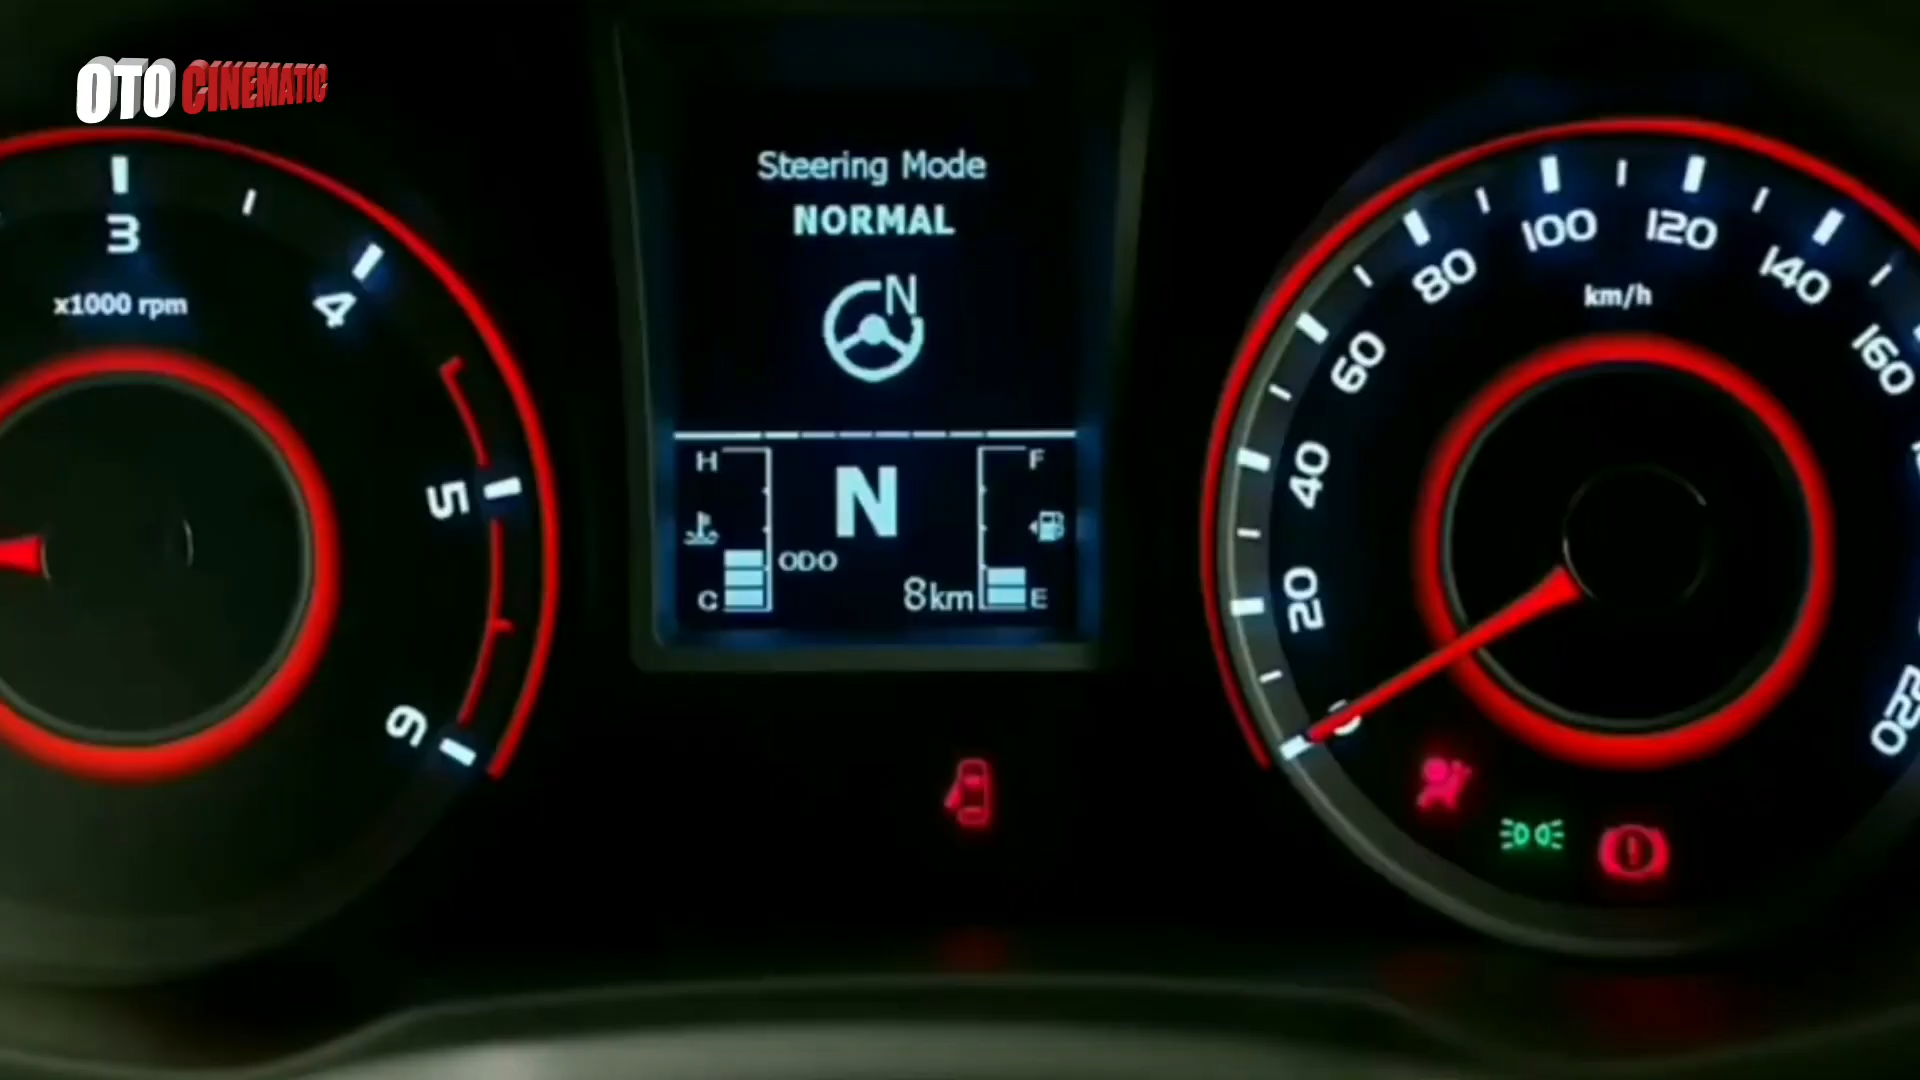 OTO CINEMATIC
Steering Mode
NORMAL
N
3
4
5
6
x1000 rpm
H
C
N
ODO
8km
F
E
0
20
40
60
80
100
120
140
160
220
km/h